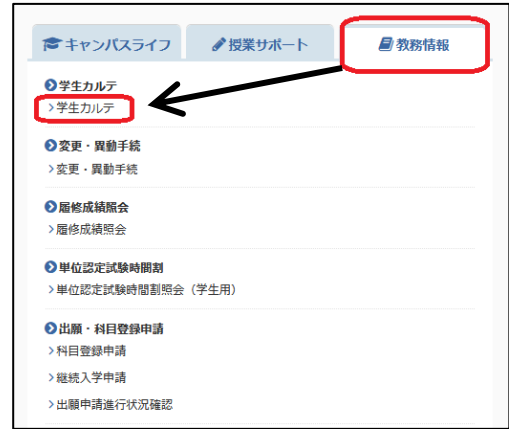 キャンパスライフ 授業サポート 教務情報
学生カルテ
学生カルテ
変更・異動手続
変更・異動手続
履修成績照会
履修成績照会
単位認定試験時間割
単位認定試験時間割照会（学生用）
出願・科目登録申請
科目登録申請
継続入学申請
出願申請進行状況確認